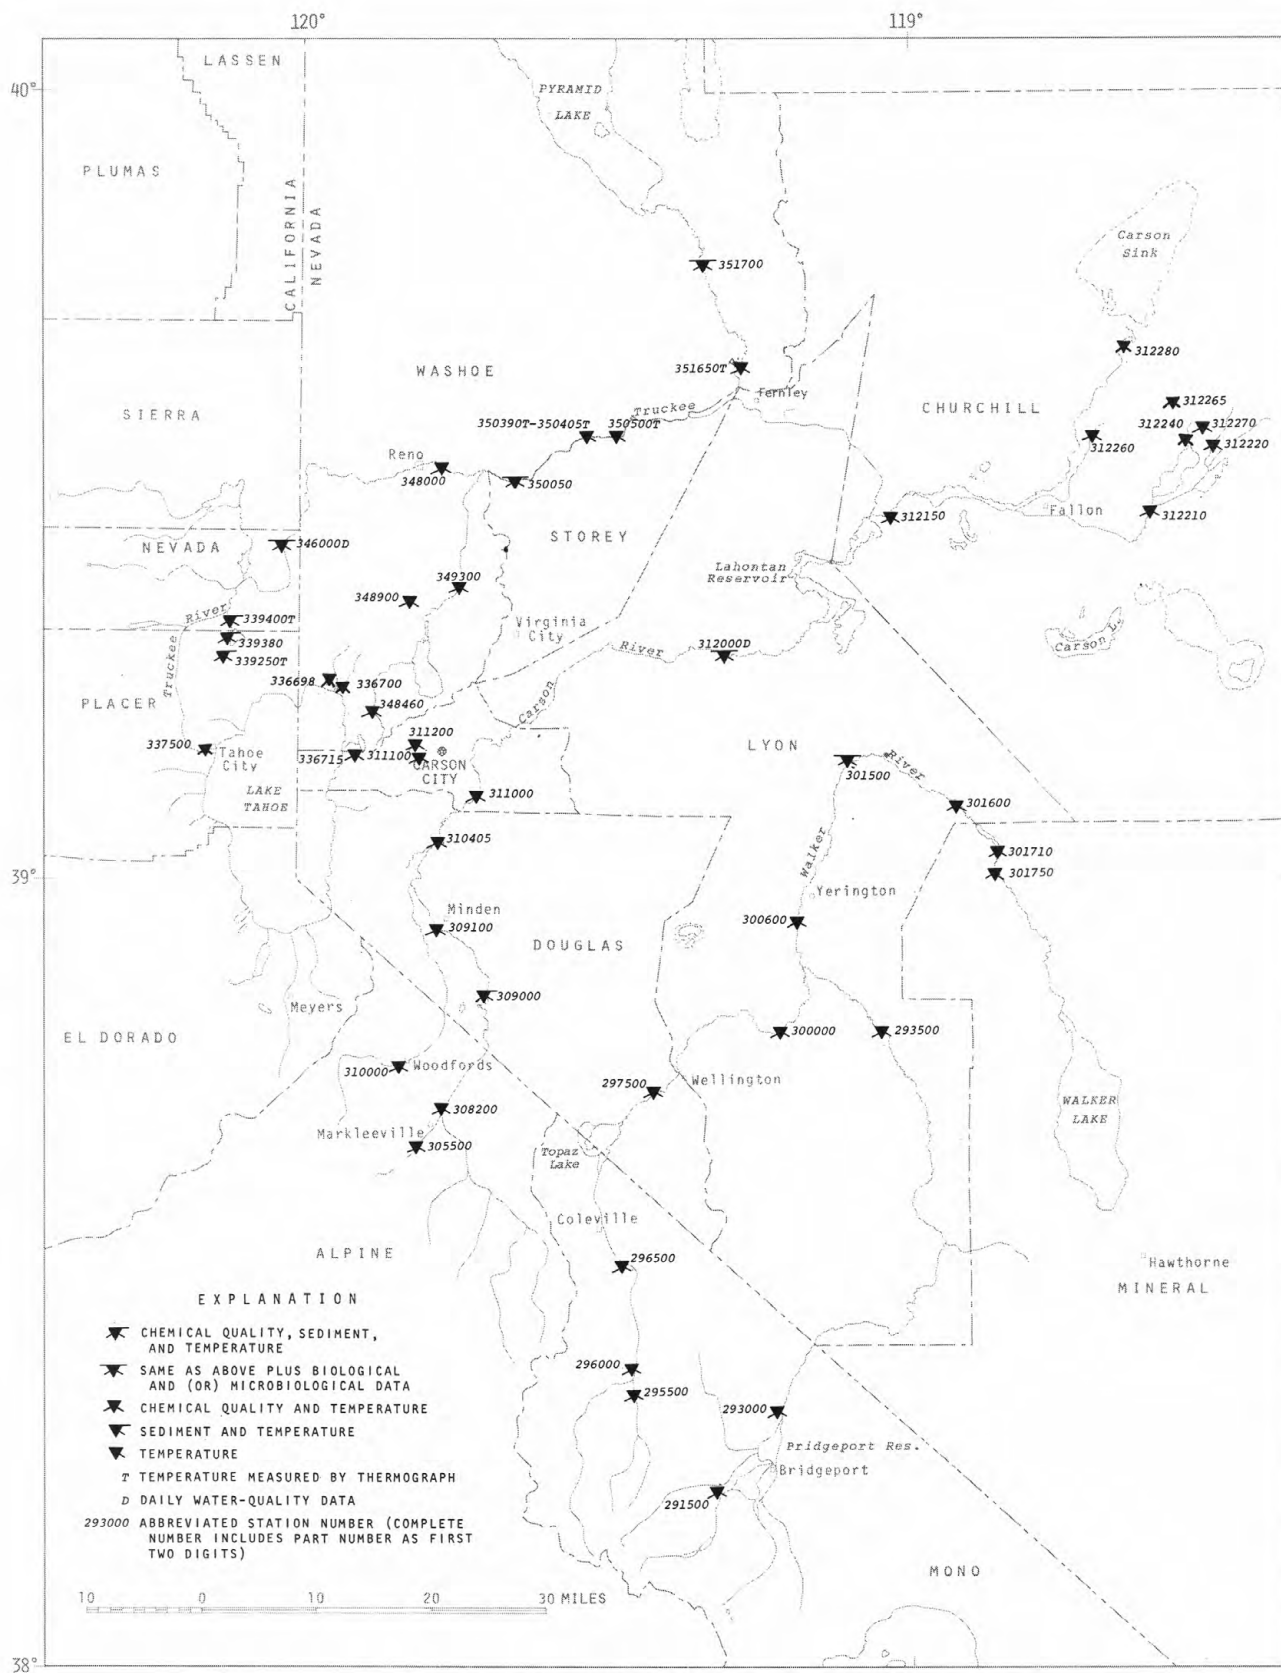 120°
119°
40°
LASSEN
PYRAMID
LAKE
PLUMAS
CALIFORNIA
NEVADA
Carson
Sink
351700
312280
WASHOE
351650T
Fernley
SIERRA
Truckee
CHURCHILL
312265
350390T-350405T
350500T
312240
312270
312220
312260
Reno
348000
350050
Fallon
312210
312150
STOREY
NEVADA
346000D
Lahontan
Reservoir
349300
348900
River
339400T
Virginia
City
339380
339250T
Truckee
River
312000D
Carson L.
336698
336700
PLACER
348460
Carson
311200
LYON
337500
Tahoe
City
336715
311100
CARSON
CITY
301500
River
LAKE
TAHOE
311000
301600
310405
301710
Walker
39°
301750
Yerington
Minden
309100
300600
DOUGLAS
309000
Meyers
EL DORADO
300000
293500
310000
Woodfords
297500
Wellington
WALKER
LAKE
308200
Markleeville
305500
Topaz
Lake
Coleville
ALPINE
296500
Hawthorne
MINERAL
EXPLANATION
CHEMICAL QUALITY, SEDIMENT,
AND TEMPERATURE
SAME AS ABOVE PLUS BIOLOGICAL
AND (OR) MICROBIOLOGICAL DATA
CHEMICAL QUALITY AND TEMPERATURE
SEDIMENT AND TEMPERATURE
TEMPERATURE
T TEMPERATURE MEASURED BY THERMOGRAPH
D DAILY WATER-QUALITY DATA
293000 ABBREVIATED STATION NUMBER (COMPLETE
NUMBER INCLUDES PART NUMBER AS FIRST
TWO DIGITS)
296000
295500
293000
Bridgeport Res.
Bridgeport
291500
MONO
10 0 10 20 30 MILES
38°